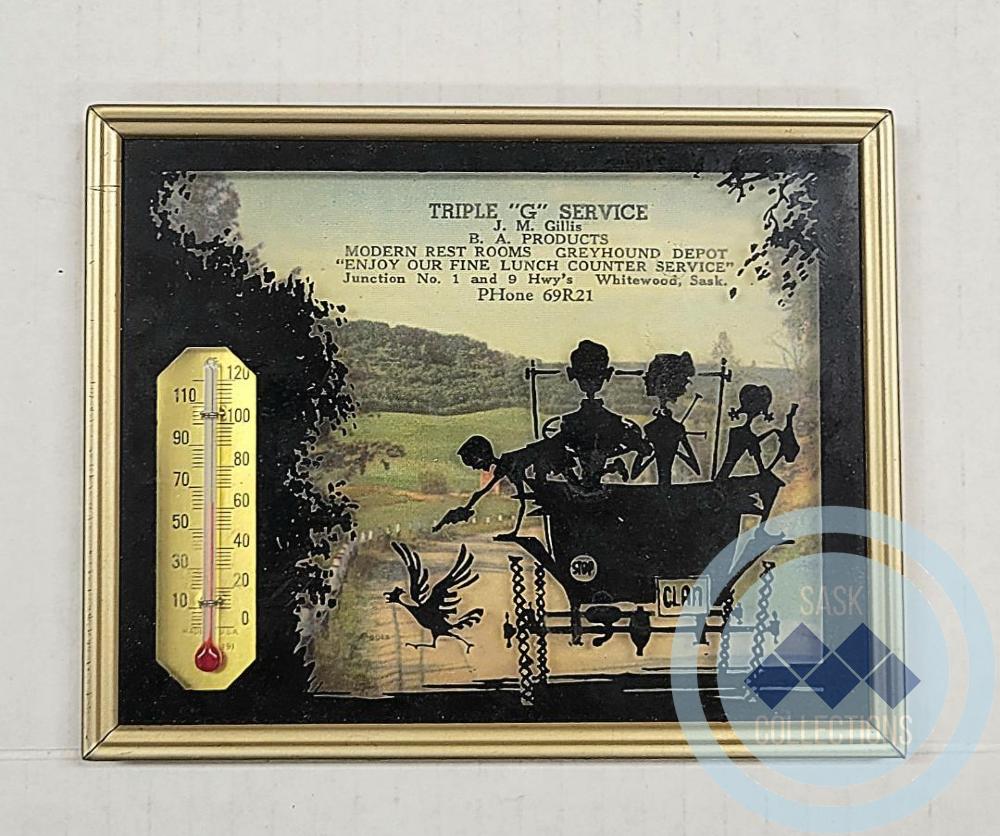 TRIPLE "G" SERVICE
J. M. Gillis
B. A. PRODUCTS
MODERN REST ROOMS GREYHOUND DEPOT
"ENJOY OUR FINE LUNCH COUNTER SERVICE"
Junction No. 1 and 9 Hwy's Whitewood, Sask.
PHone 69R21
120
110
100
90
80
70
60
50
40
30
20
10
0
STOP
CLAN
SASK
COLLECTIONS